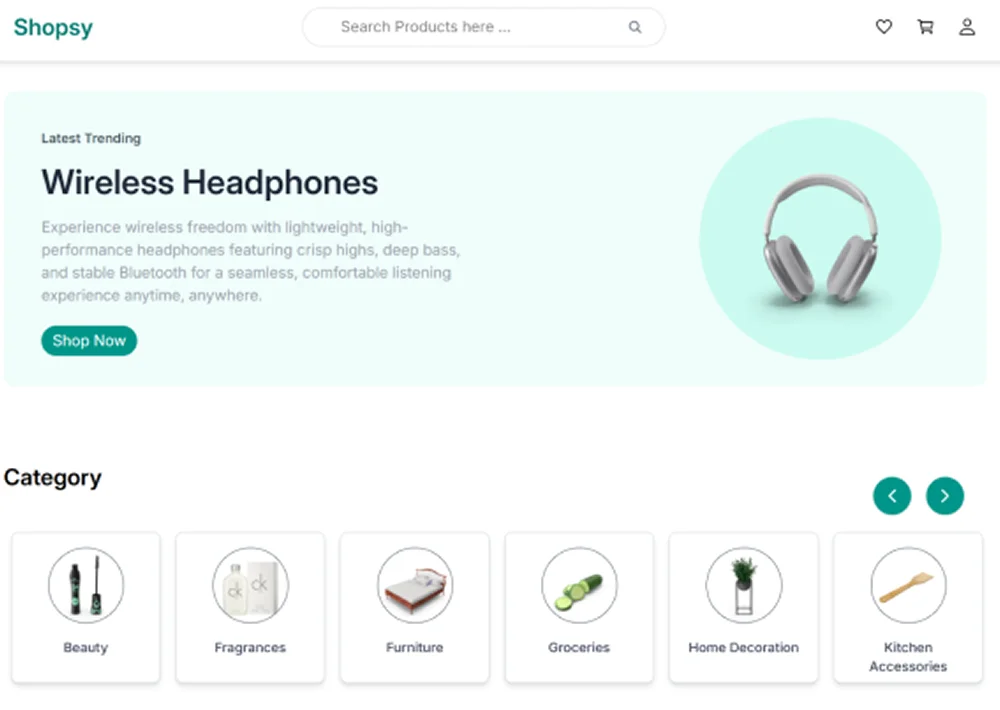 Shopsy
Search Products here ...
Latest Trending
Wireless Headphones
Experience wireless freedom with lightweight, high-
performance headphones featuring crisp highs, deep bass,
and stable Bluetooth for a seamless, comfortable listening
experience anytime, anywhere.
Shop Now
Category
ck
ck
Beauty
Fragrances
Furniture
Groceries
Home Decoration
Kitchen
Accessories